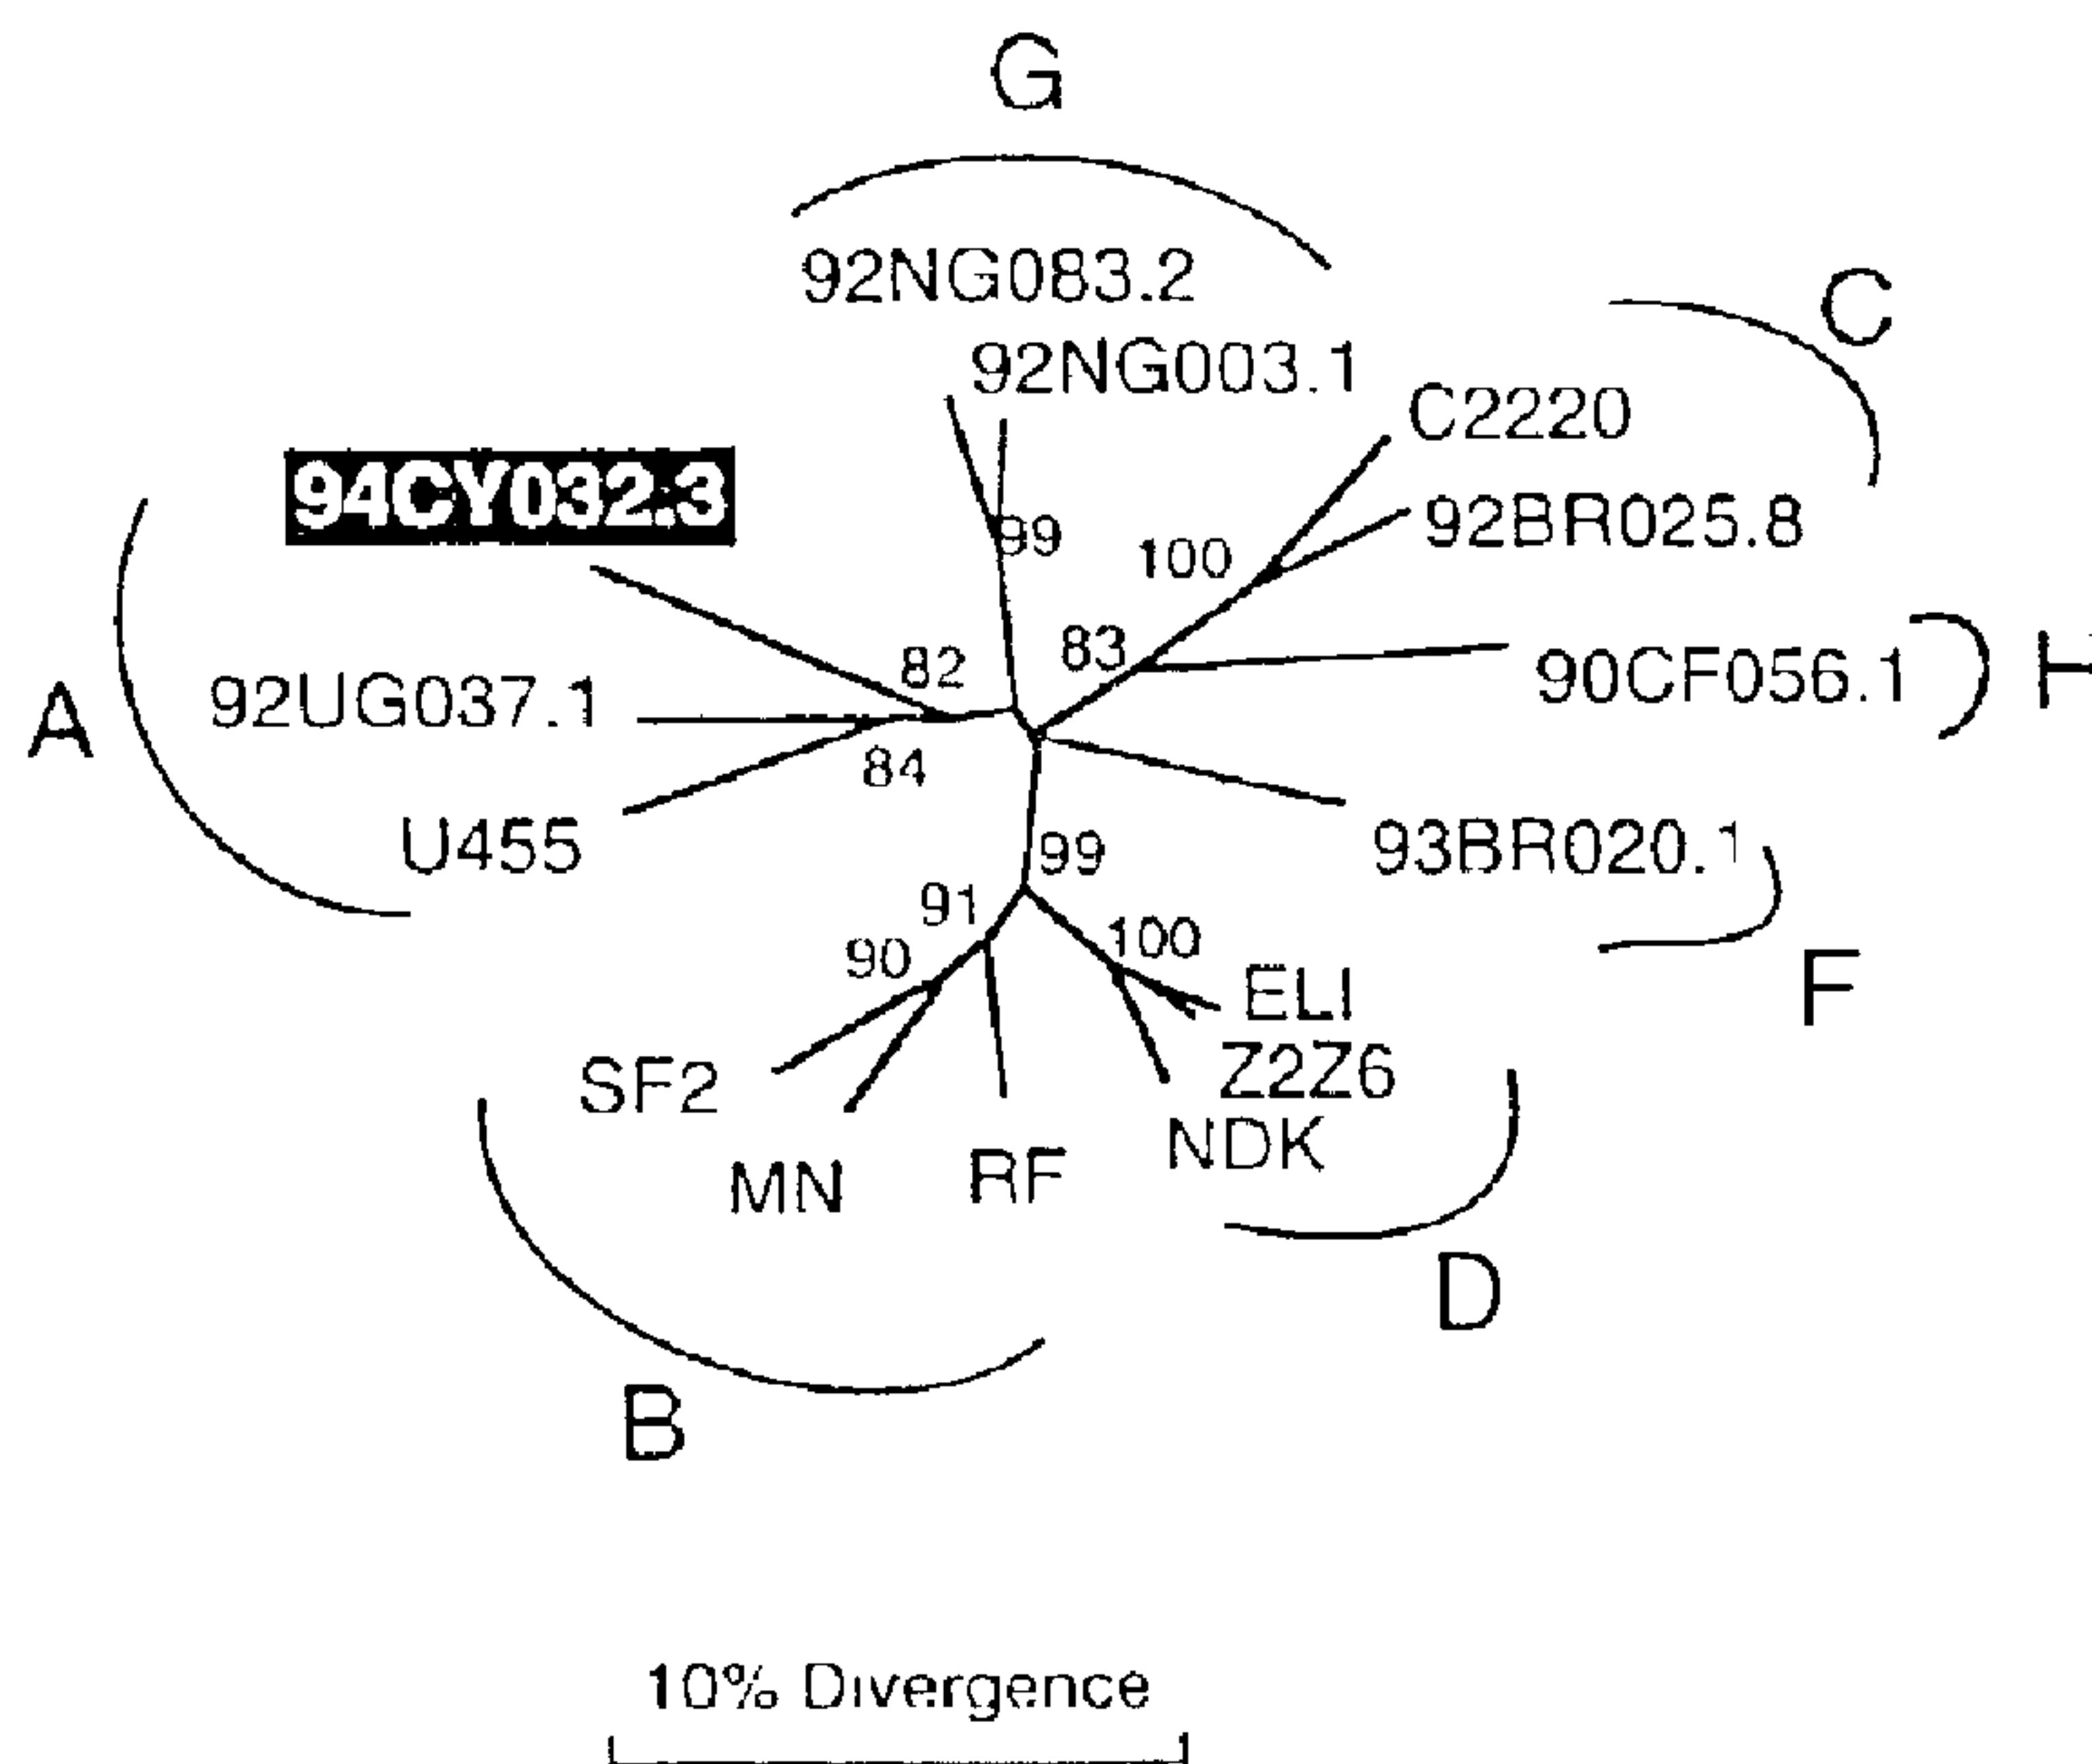 G
92NG083.2
92NG003.1
C
C2220
92BR025.8
94CY032.3
99
100
90CF056.1
H
83
82
92UG037.1
A
84
U455
93BR020.1
F
99
91
90
100
ELI
Z2Z6
NDK
D
SF2
MN
RF
B
10% Divergence